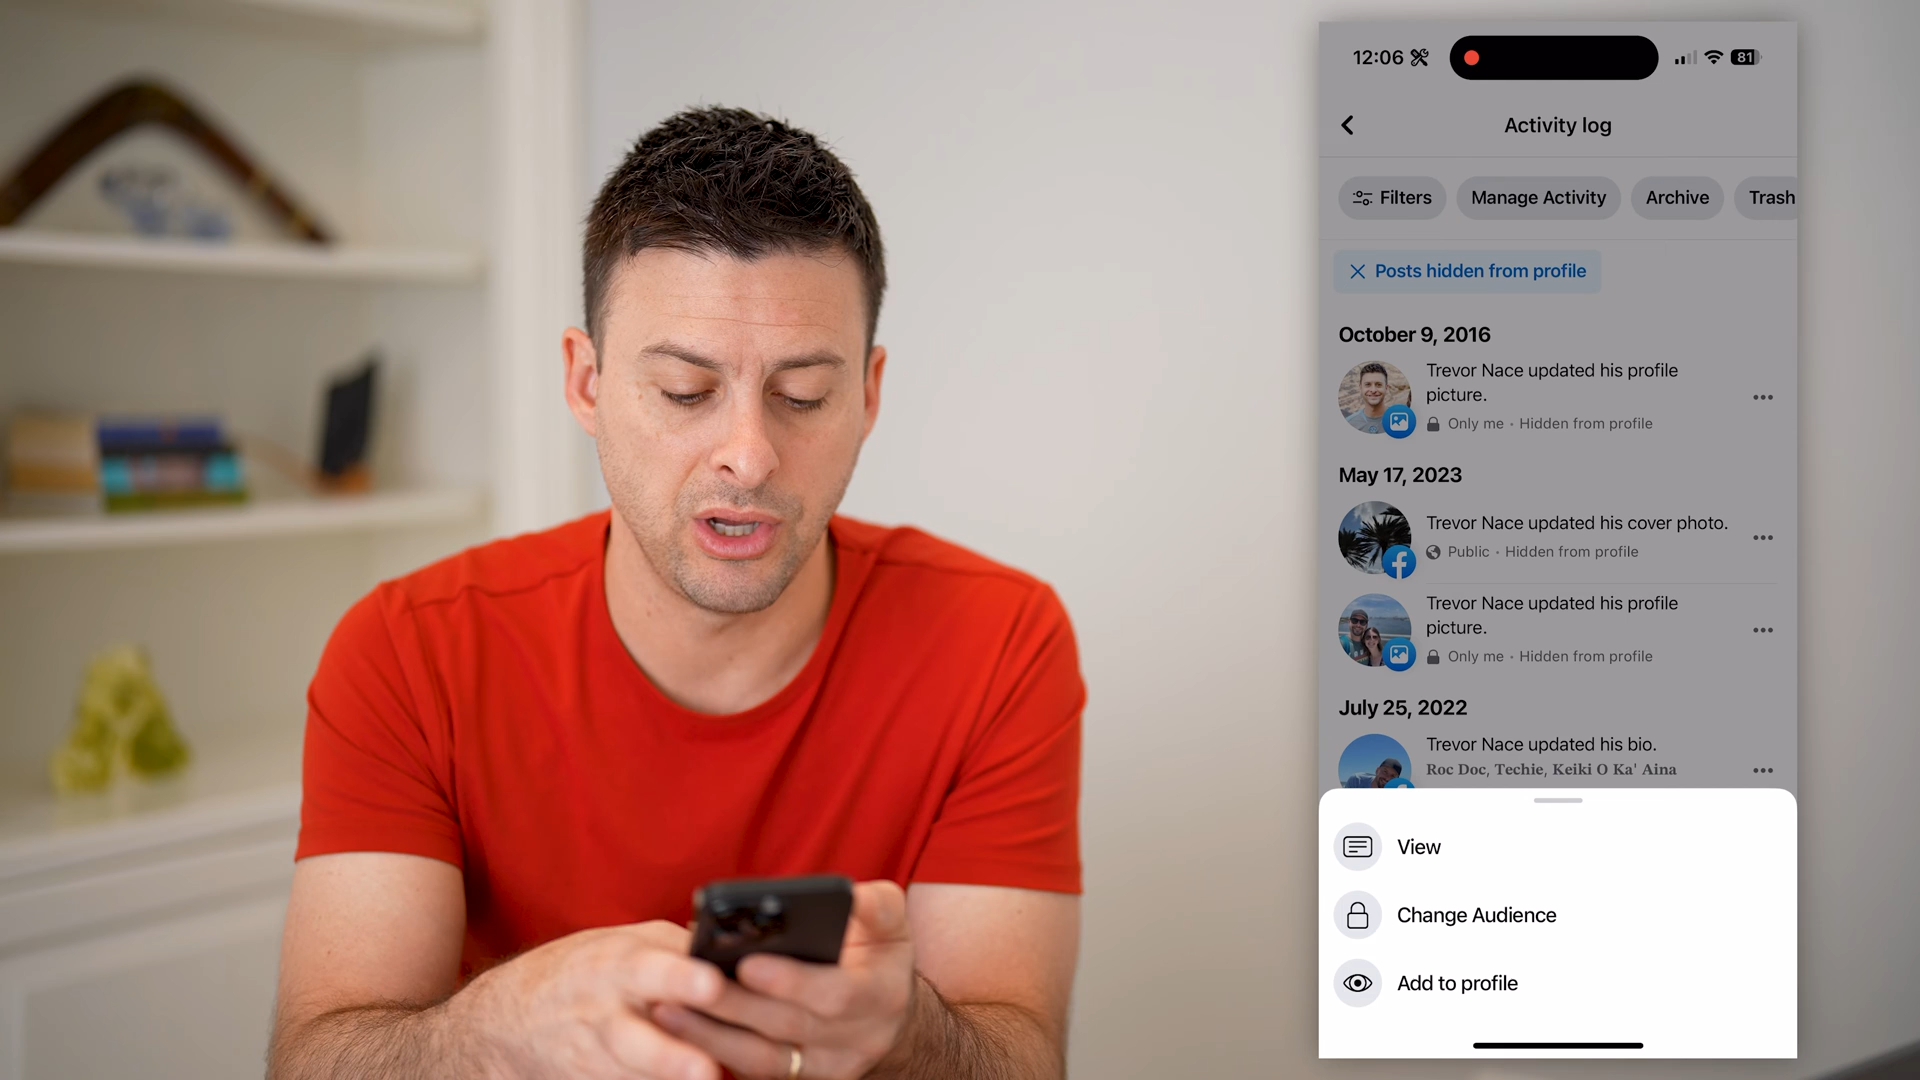 12:06
81
Activity log
Filters
Manage Activity
Archive
Trash
Posts hidden from profile
October 9, 2016
Trevor Nace updated his profile
picture.
Only me · Hidden from profile
May 17, 2023
Trevor Nace updated his cover photo.
Public · Hidden from profile
Trevor Nace updated his profile
picture.
Only me · Hidden from profile
July 25, 2022
Trevor Nace updated his bio.
Roc Doc, Techie, Keiki O Ka' Aina
View
Change Audience
Add to profile